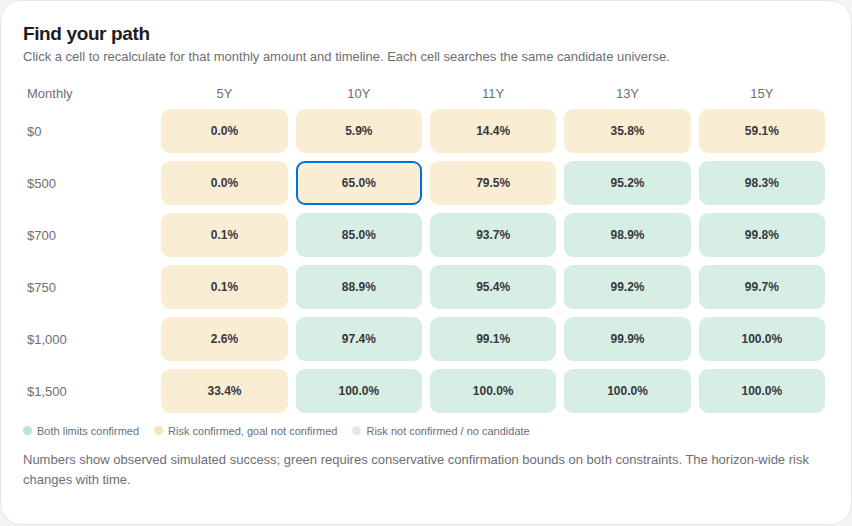 Find your path
Click a cell to recalculate for that monthly amount and timeline. Each cell searches the same candidate universe.
Monthly 5Y 10Y 11Y 13Y 15Y
$0 0.0% 5.9% 14.4% 35.8% 59.1%
$500 0.0% 65.0% 79.5% 95.2% 98.3%
$700 0.1% 85.0% 93.7% 98.9% 99.8%
$750 0.1% 88.9% 95.4% 99.2% 99.7%
$1,000 2.6% 97.4% 99.1% 99.9% 100.0%
$1,500 33.4% 100.0% 100.0% 100.0% 100.0%
Both limits confirmed Risk confirmed, goal not confirmed Risk not confirmed / no candidate
Numbers show observed simulated success; green requires conservative confirmation bounds on both constraints. The horizon-wide risk
changes with time.